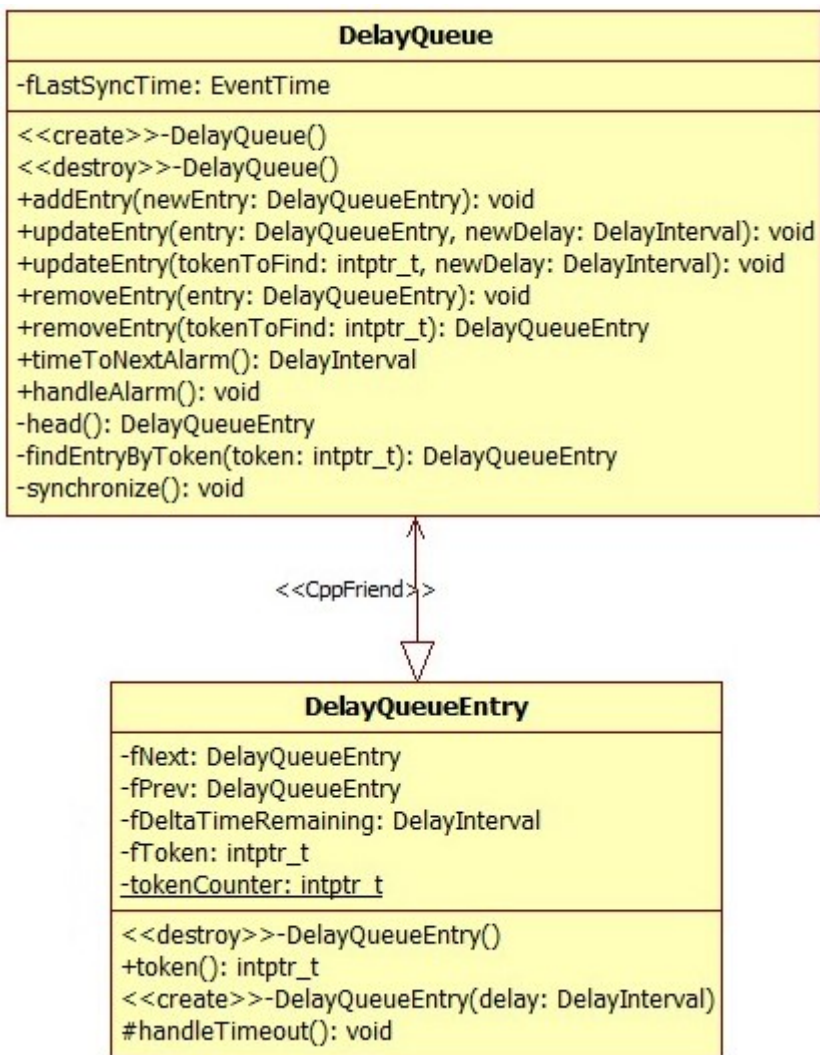 DelayQueue
-fLastSyncTime: EventTime
<<create>>-DelayQueue()
<<destroy>>-DelayQueue()
+addEntry(newEntry: DelayQueueEntry): void
+updateEntry(entry: DelayQueueEntry, newDelay: DelayInterval): void
+updateEntry(tokenToFind: intptr_t, newDelay: DelayInterval): void
+removeEntry(entry: DelayQueueEntry): void
+removeEntry(tokenToFind: intptr_t): DelayQueueEntry
+timeToNextAlarm(): DelayInterval
+handleAlarm(): void
-head(): DelayQueueEntry
-findEntryByToken(token: intptr_t): DelayQueueEntry
-synchronize(): void
<<CppFriend>>
DelayQueueEntry
-fNext: DelayQueueEntry
-fPrev: DelayQueueEntry
-fDeltaTimeRemaining: DelayInterval
-fToken: intptr_t
-tokenCounter: intptr_t
<<destroy>>-DelayQueueEntry()
+token(): intptr_t
<<create>>-DelayQueueEntry(delay: DelayInterval)
#handleTimeout(): void